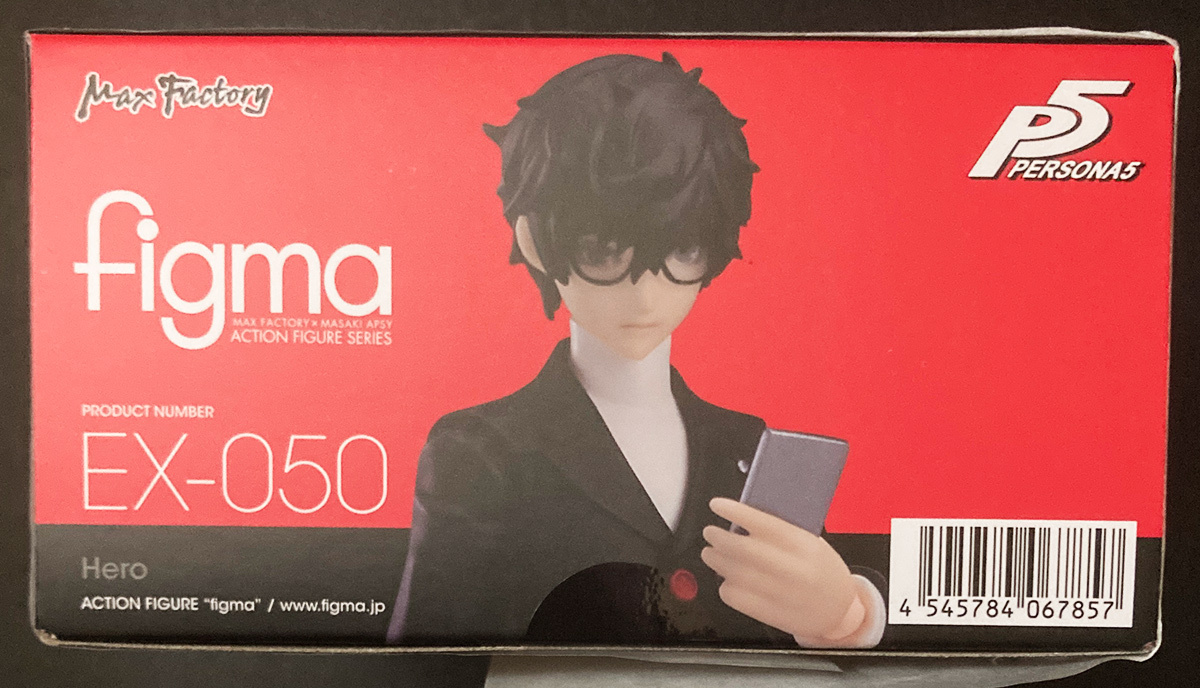 Max Factory
P5
PERSONA5
figma
MAX FACTORY × MASAKI APSY
ACTION FIGURE SERIES
PRODUCT NUMBER
EX-050
Hero
ACTION FIGURE "figma" / www.figma.jp
4 545784 067857